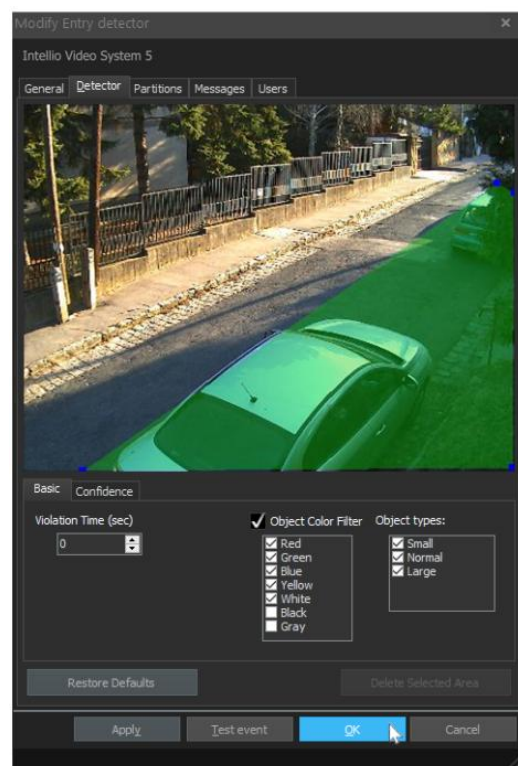 Modify Entry detector
Intellio Video System 5
General Detector Partitions Messages Users
Basic Confidence
Violation Time (sec)
0
Object Color Filter
Red
Green
Blue
Yellow
White
Black
Gray
Object types:
Small
Normal
Large
Restore Defaults Delete Selected Area
Apply Test event OK Cancel